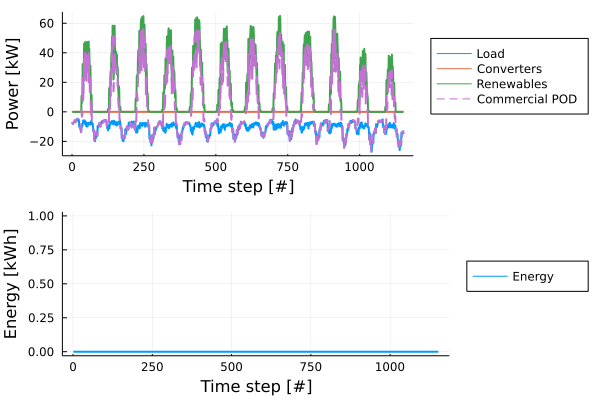 Power [kW]
60
40
20
0
−20
0
250
500
750
1000
Time step [#]
Load
Converters
Renewables
Commercial POD
Energy [kWh]
1.00
0.75
0.50
0.25
0.00
0
250
500
750
1000
Time step [#]
Energy